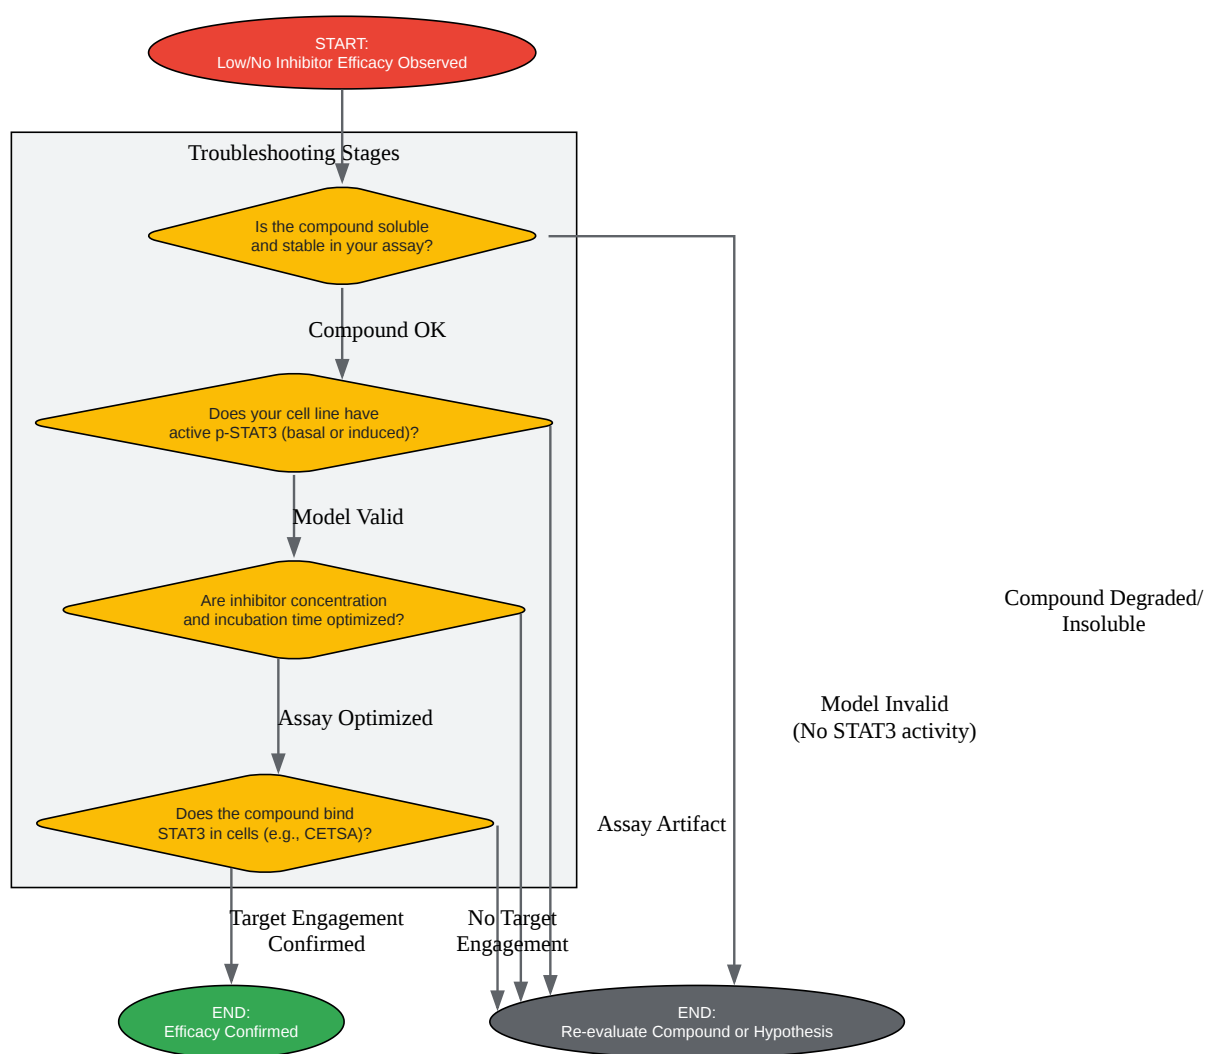 START:
Low/No Inhibitor Efficacy Observed
Troubleshooting Stages
Is the compound soluble
and stable in your assay?
Compound OK
Does your cell line have
active p-STAT3 (basal or induced)?
Model Valid
Are inhibitor concentration
and incubation time optimized?
Compound Degraded/
Insoluble
Model Invalid
(No STAT3 activity)
Assay Optimized
Does the compound bind
STAT3 in cells (e.g., CETSA)?
Assay Artifact
Target Engagement
Confirmed
No Target
Engagement
END:
Efficacy Confirmed
END:
Re-evaluate Compound or Hypothesis